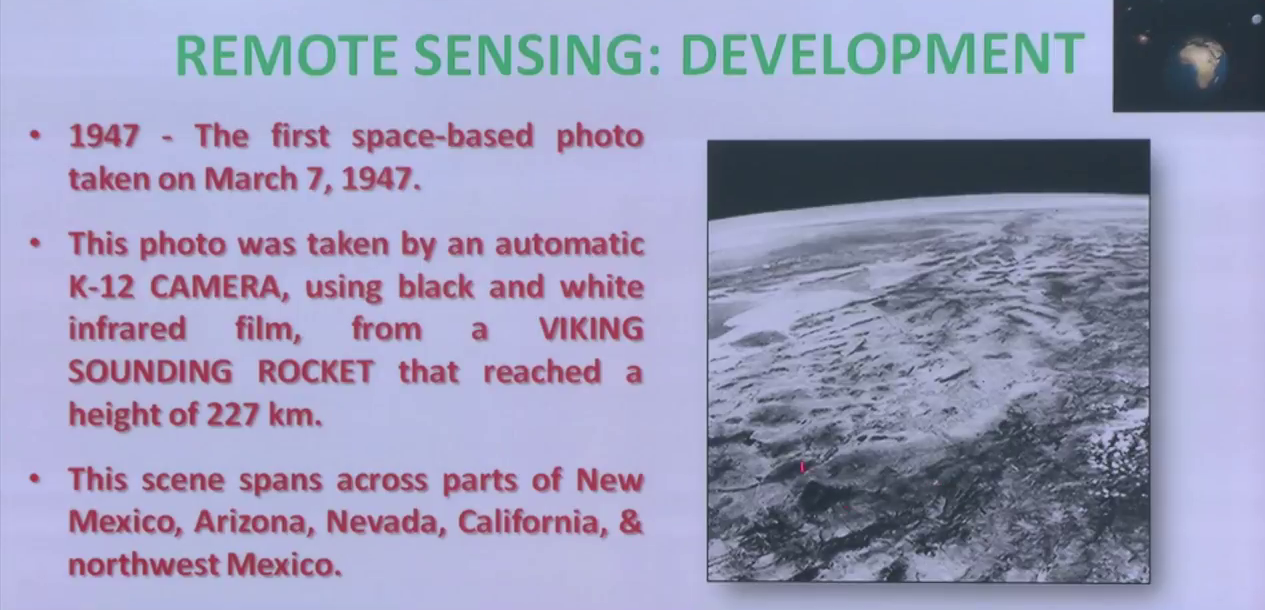 REMOTE SENSING: DEVELOPMENT
• 1947 - The first space-based photo
taken on March 7, 1947.
• This photo was taken by an automatic
K-12 CAMERA, using black and white
infrared film, from a VIKING
SOUNDING ROCKET that reached a
height of 227 km.
• This scene spans across parts of New
Mexico, Arizona, Nevada, California, &
northwest Mexico.